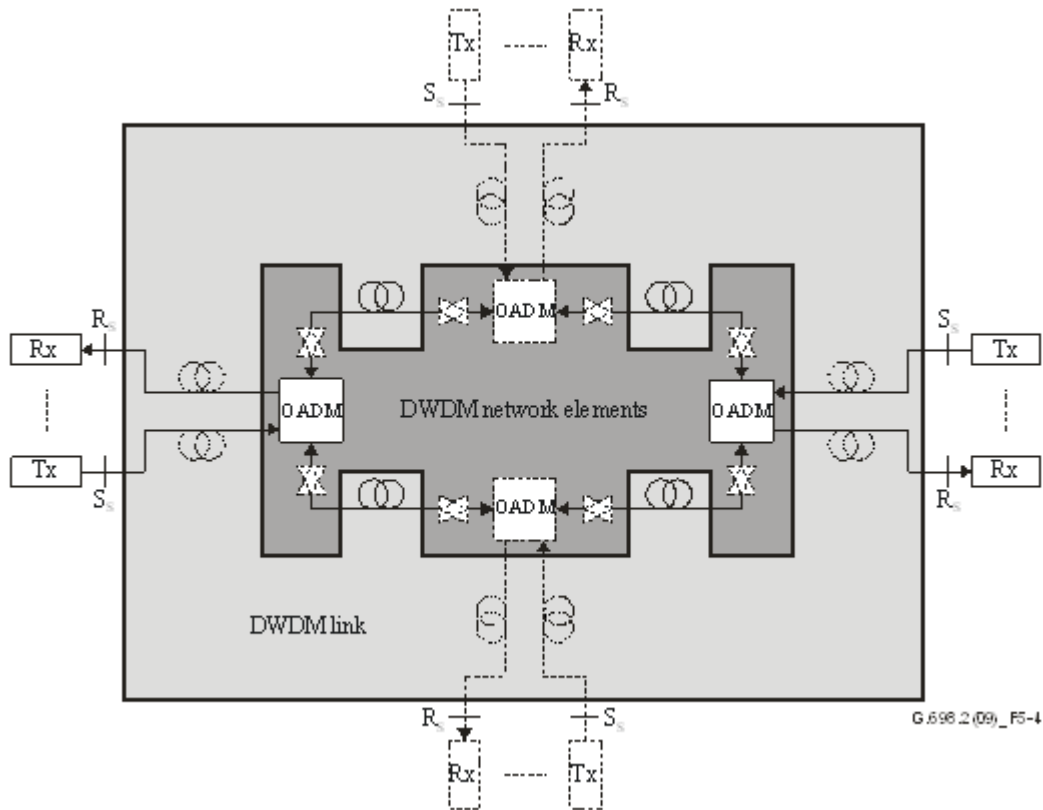 Tx Rx
Ss Rs
OADM
Rs Ss
Rx Tx
OADM DWDM network elements OADM
Tx Rx
Ss Rs
OADM
DWDM link
Rs Ss
G.698.2(09)_F5-4
Rx Tx